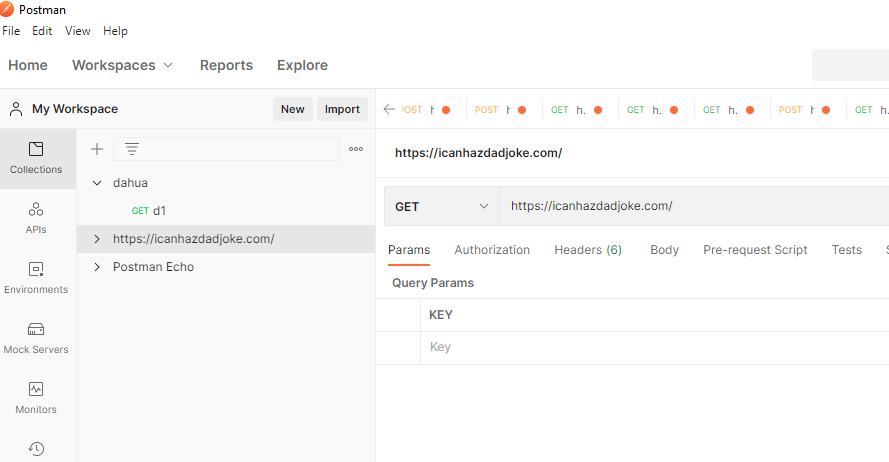 Postman
File Edit View Help
Home Workspaces Reports Explore
My Workspace New Import
POST h GET h. GET h. GET h. POST h GET h.
Collections
APIs
Environments
Mock Servers
Monitors
dahua
GET d1
https://icanhazdadjoke.com/
Postman Echo
https://icanhazdadjoke.com/
GET https://icanhazdadjoke.com/
Params Authorization Headers (6) Body Pre-request Script Tests
Query Params
KEY
Key